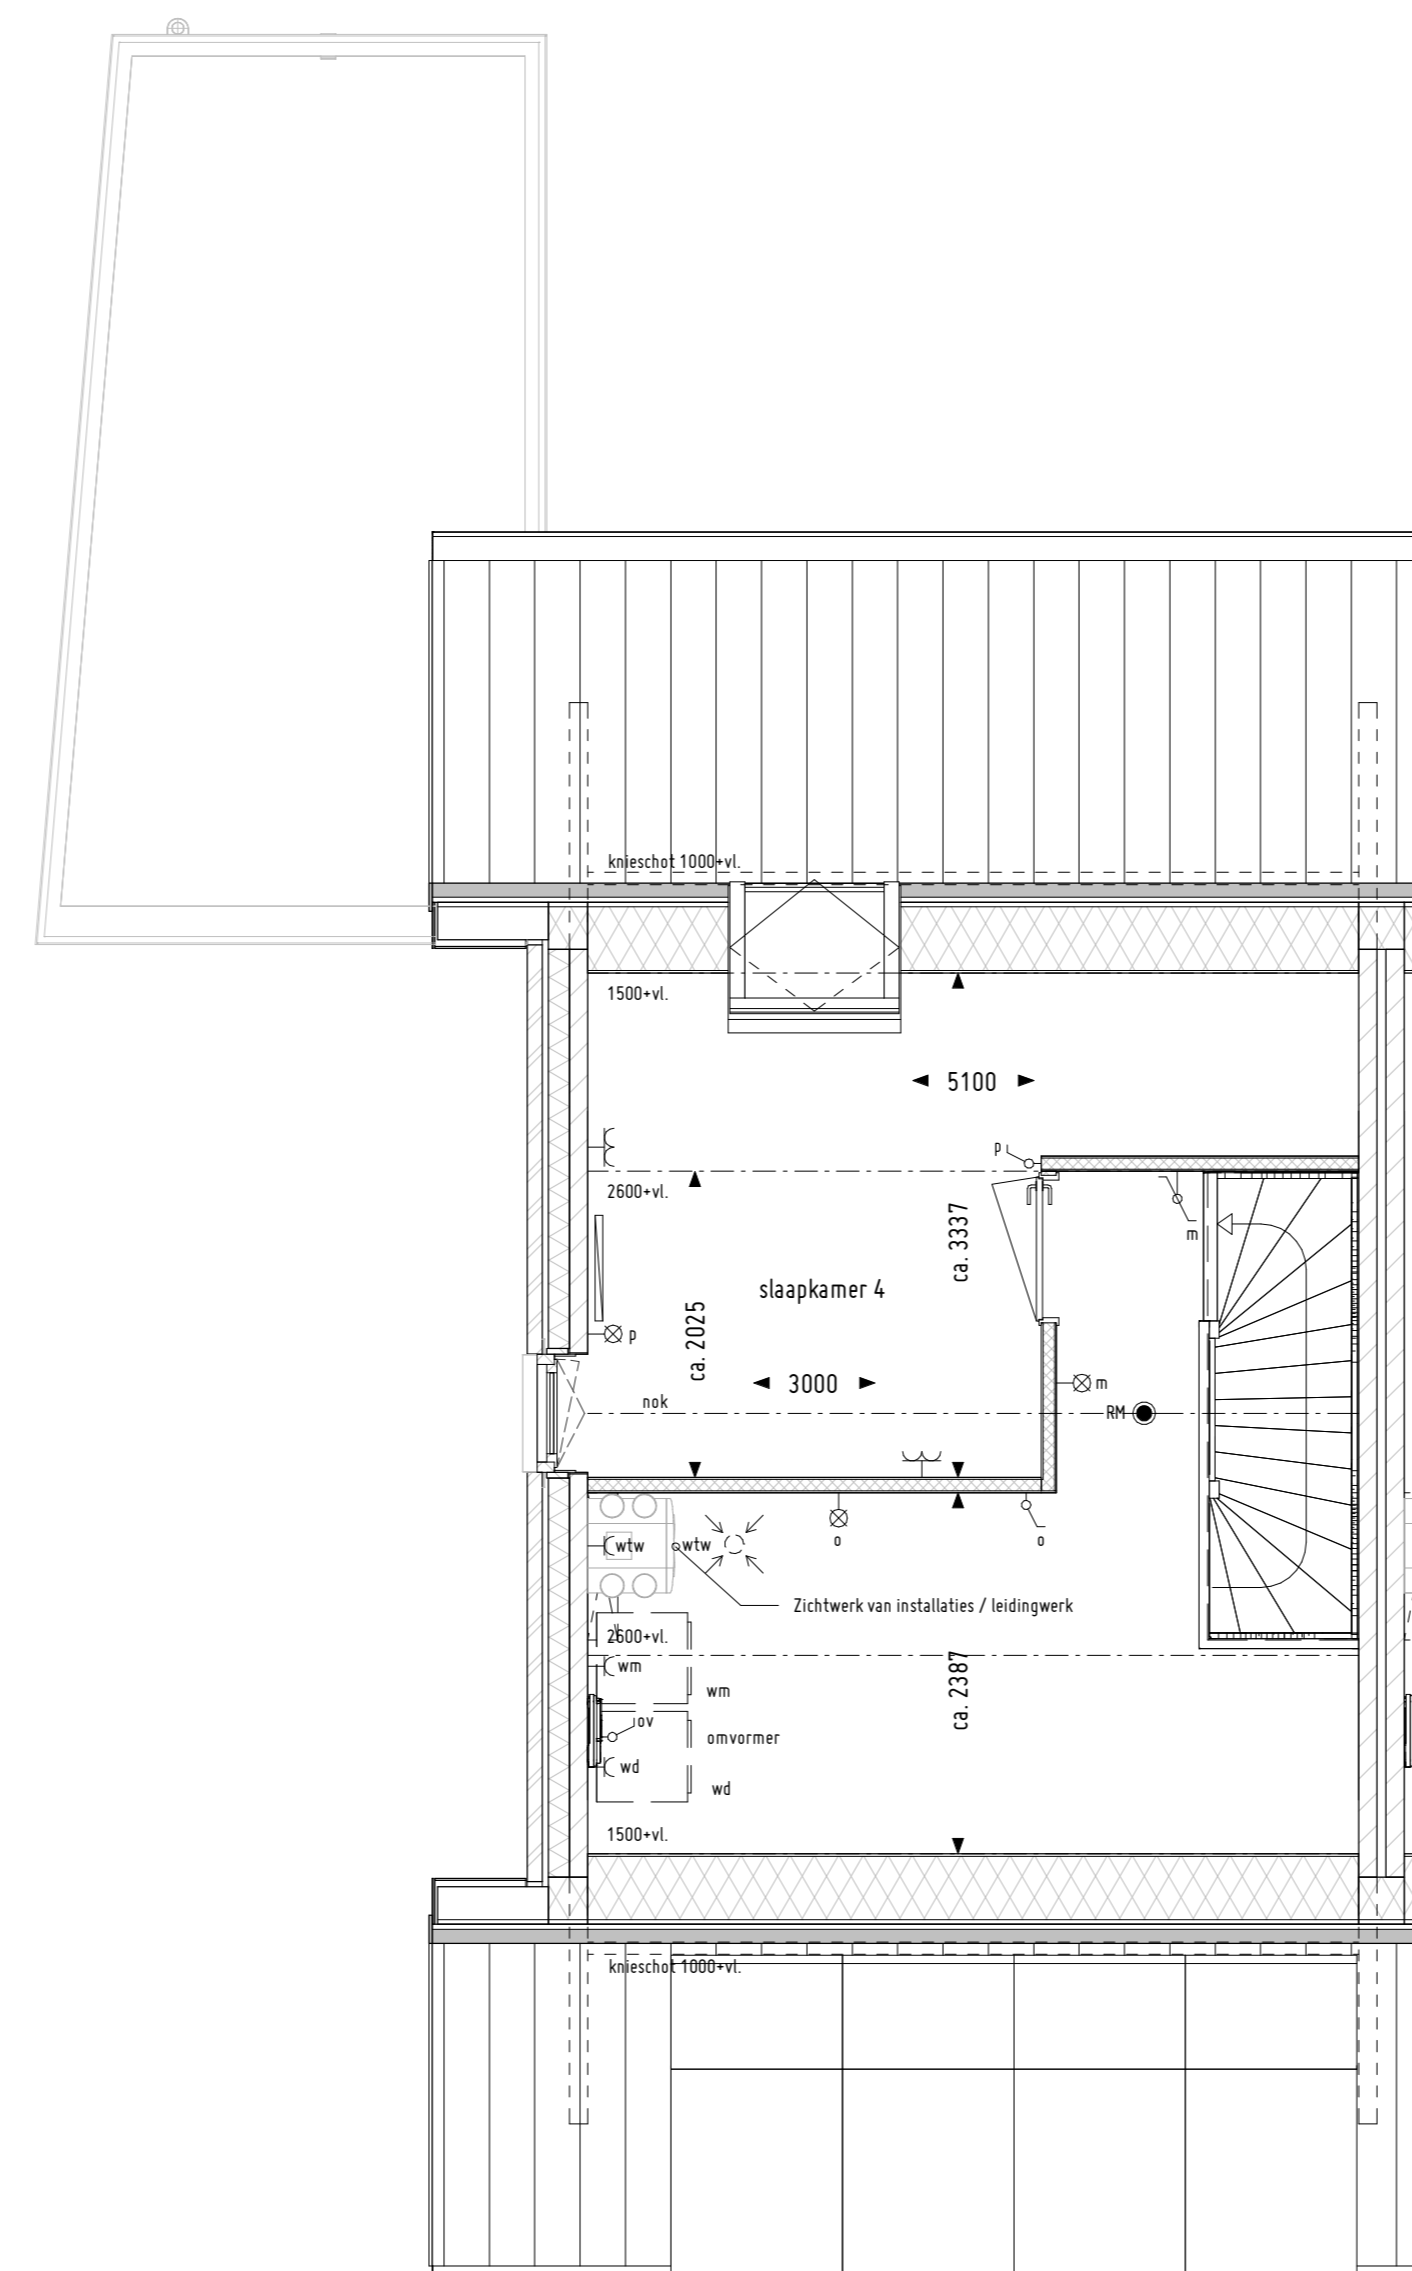 knieschot 1000+vl.
1500+vl.
5100
p
2600+vl.
ca. 3337
m
slaapkamer 4
ca. 2025
p
3000
m
nok
RM
wtw
wtw
o
o
Zichtwerk van installaties / leidingwerk
2600+vl.
wm
ca. 2387
wm
ov
omvormer
wd
wd
1500+vl.
knieschot 1000+vl.